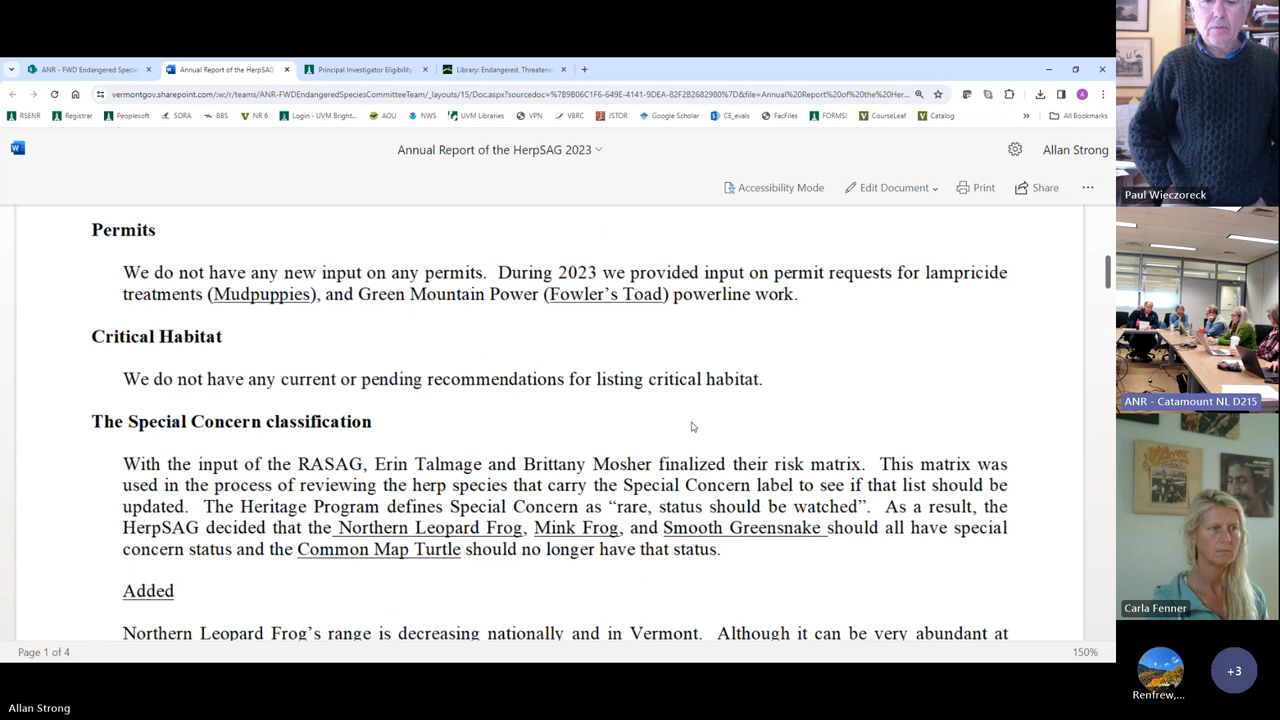 ANR - FWD Endangered Specie
Annual Report of the HerpSAG
Principal Investigator Eligibility
Library: Endangered, Threatene
vermontgov.sharepoint.com/:w:/r/teams/ANR-FWDEndangeredSpeciesCommitteeTeam/_layouts/15/Doc.aspx?sourcedoc=%7B9B06C1F6-649E-4141-9DEA-82F2B2682980%7D&file=Annual%20Report%20of%20the%20Her...
RSENR
Registrar
Peoplesoft
SORA
BBS
NR 6
Login - UVM Bright...
AOU
NWS
UVM Libraries
VPN
VBRC
JSTOR
Google Scholar
CE_evals
FacFiles
FORMS!
CourseLeaf
Catalog
All Bookmarks
Annual Report of the HerpSAG 2023
Allan Strong
Accessibility Mode
Edit Document
Print
Share
Permits
We do not have any new input on any permits. During 2023 we provided input on permit requests for lampricide
treatments (Mudpuppies), and Green Mountain Power (Fowler's Toad) powerline work.
Critical Habitat
We do not have any current or pending recommendations for listing critical habitat.
The Special Concern classification
With the input of the RASAG, Erin Talmage and Brittany Mosher finalized their risk matrix. This matrix was
used in the process of reviewing the herp species that carry the Special Concern label to see if that list should be
updated. The Heritage Program defines Special Concern as “rare, status should be watched”. As a result, the
HerpSAG decided that the Northern Leopard Frog, Mink Frog, and Smooth Greensnake should all have special
concern status and the Common Map Turtle should no longer have that status.
Added
Northern Leopard Frog's range is decreasing nationally and in Vermont. Although it can be very abundant at
Page 1 of 4
150%
Allan Strong
Paul Wieczoreck
ANR - Catamount NL D215
Carla Fenner
Renfrew,...
+3